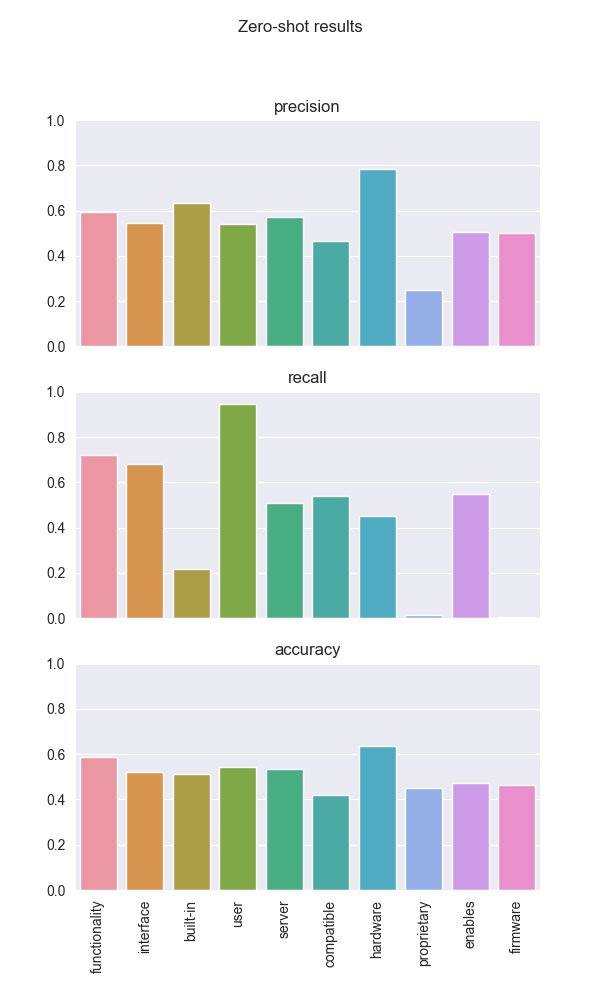 Zero-shot results
precision
1.0
0.8
0.6
0.4
0.2
0.0
recall
1.0
0.8
0.6
0.4
0.2
0.0
accuracy
1.0
0.8
0.6
0.4
0.2
0.0
functionality
interface
built-in
user
server
compatible
hardware
proprietary
enables
firmware